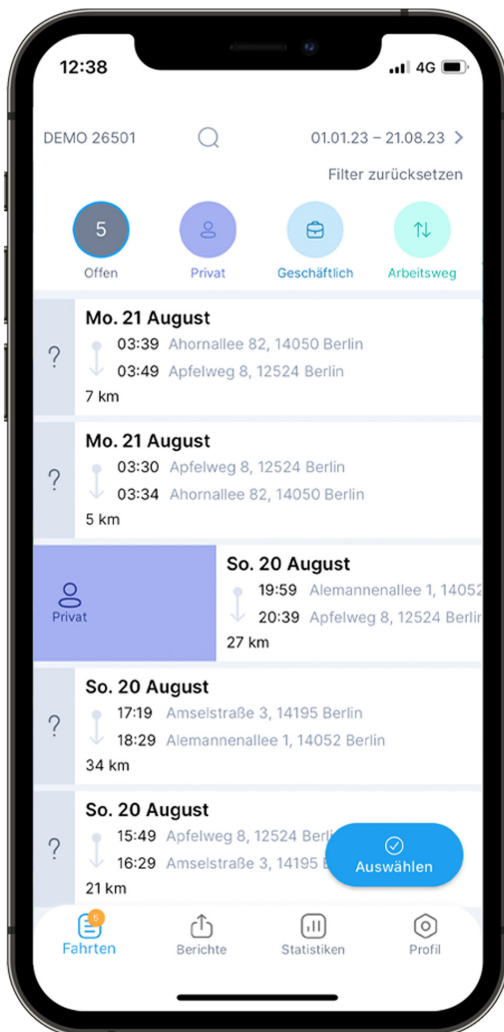 12:38
4G
DEMO 26501
01.01.23 – 21.08.23 >
Filter zurücksetzen
5
Offen
Privat
Geschäftlich
Arbeitsweg
Mo. 21 August
?
03:39 Ahornallee 82, 14050 Berlin
03:49 Apfelweg 8, 12524 Berlin
7 km
Mo. 21 August
?
03:30 Apfelweg 8, 12524 Berlin
03:34 Ahornallee 82, 14050 Berlin
5 km
Privat
So. 20 August
19:59 Alemannenallee 1, 14052
20:39 Apfelweg 8, 12524 Berlin
27 km
So. 20 August
?
17:19 Amselstraße 3, 14195 Berlin
18:29 Alemannenallee 1, 14052 Berlin
34 km
So. 20 August
?
15:49 Apfelweg 8, 12524 Berl
16:29 Amselstraße 3, 14195
21 km
Auswählen
Fahrten
Berichte
Statistiken
Profil